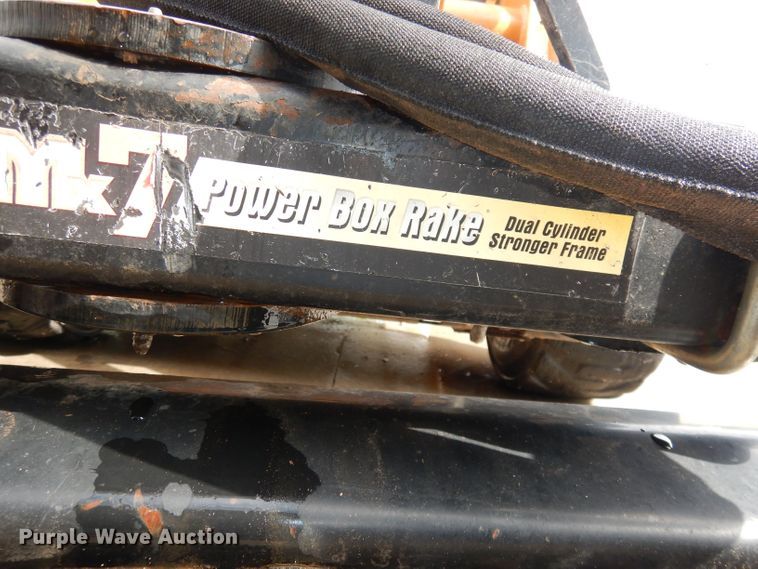 Mx7
Power Box Rake
Dual Cylinder
Stronger Frame
Purple Wave Auction®